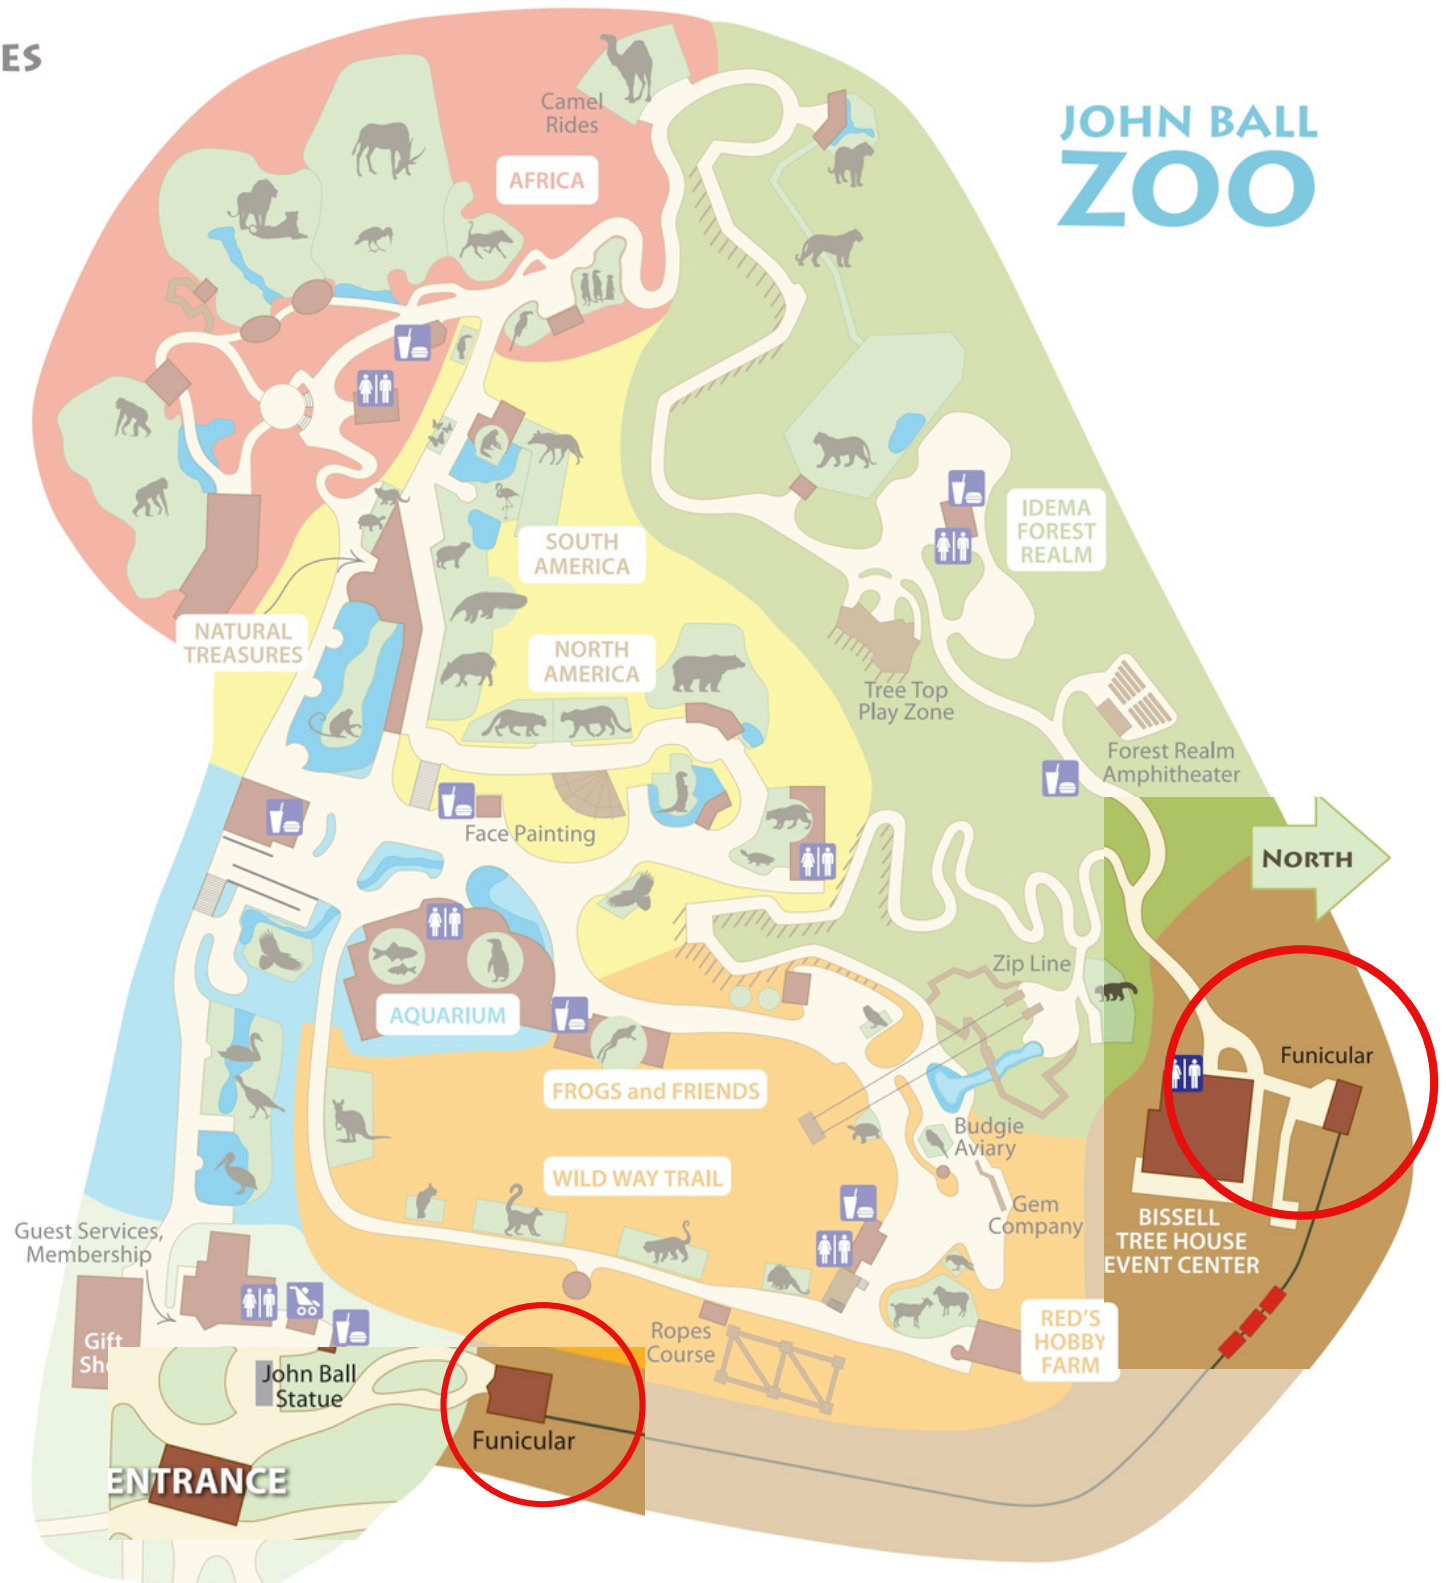 ES
JOHN BALL
ZOO
Camel
Rides
AFRICA
IDEMA
FOREST
REALM
SOUTH
AMERICA
NATURAL
TREASURES
NORTH
AMERICA
Tree Top
Play Zone
Forest Realm
Amphitheater
Face Painting
NORTH
Zip Line
AQUARIUM
Funicular
FROGS and FRIENDS
Budgie
Aviary
WILD WAY TRAIL
Gem
Company
BISSELL
TREE HOUSE
EVENT CENTER
Guest Services,
Membership
Gift
Sh
Ropes
Course
RED'S
HOBBY
FARM
John Ball
Statue
Funicular
ENTRANCE